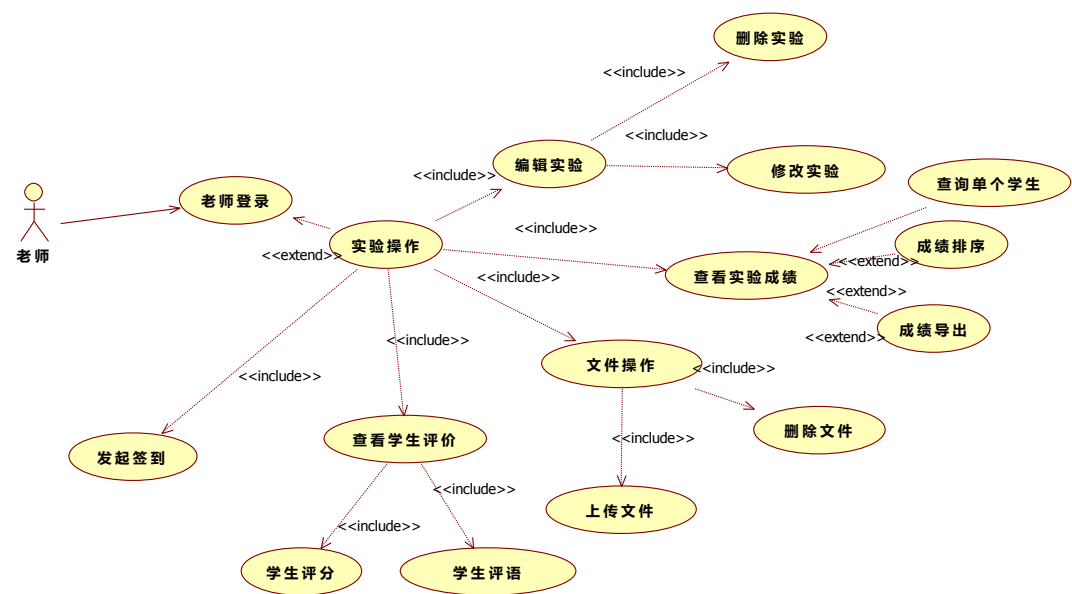 删除实验
<<include>>
<<include>>
编辑实验
修改实验
<<include>>
查询单个学生
老师登录
<<include>>
实验操作
成绩排序
老师
<<extend>>
<<extend>>
<<include>>
查看实验成绩
<<extend>>
成绩导出
<<extend>>
<<include>>
文件操作
<<include>>
<<include>>
发起签到
查看学生评价
<<include>>
删除文件
<<include>>
上传文件
<<include>>
学生评分
学生评语